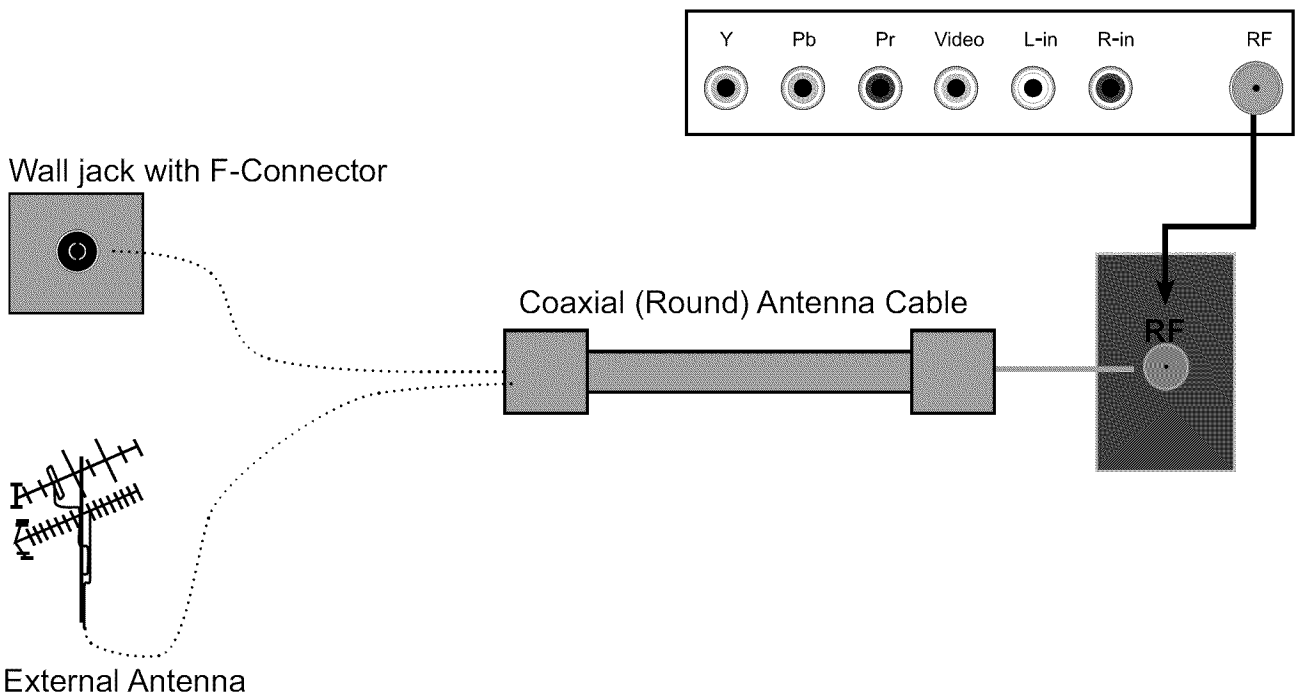 Y Pb Pr Video L-in R-in RF
Wall jack with F-Connector
Coaxial (Round) Antenna Cable
RF
External Antenna